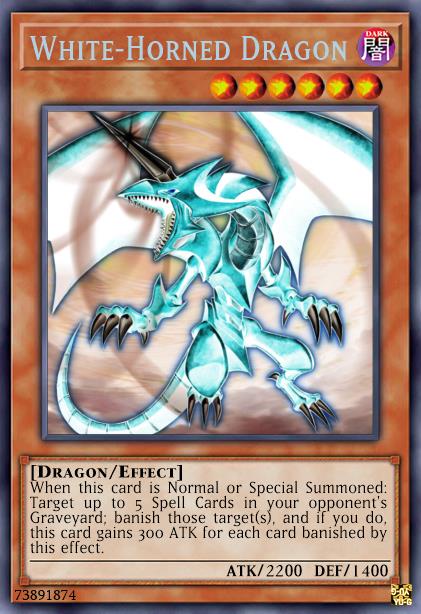 WHITE-HORNED DRAGON
DARK
闇
[DRAGON/EFFECT]
When this card is Normal or Special Summoned:
Target up to 5 Spell Cards in your opponent's
Graveyard; banish those target(s), and if you do,
this card gains 300 ATK for each card banished by
this effect.
ATK/2200 DEF/1400
73891874